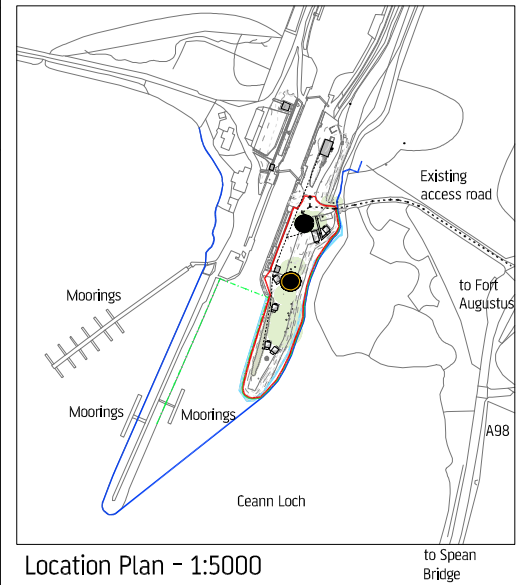 Existing
access road
to Fort
Augustus
Moorings
Moorings
Moorings
A98
Ceann Loch
Location Plan - 1:5000
to Spean
Bridge